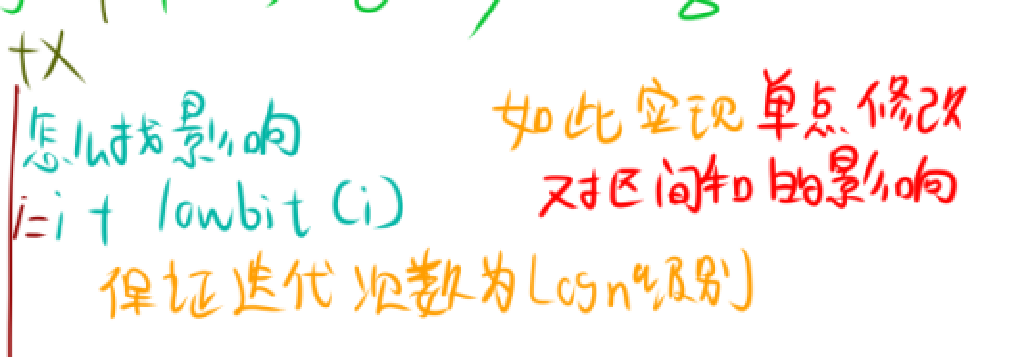 +x
怎么找影响
i=i+lowbit(i)
如此实现单点修改
对区间和的影响
保证迭代次数为logn级别